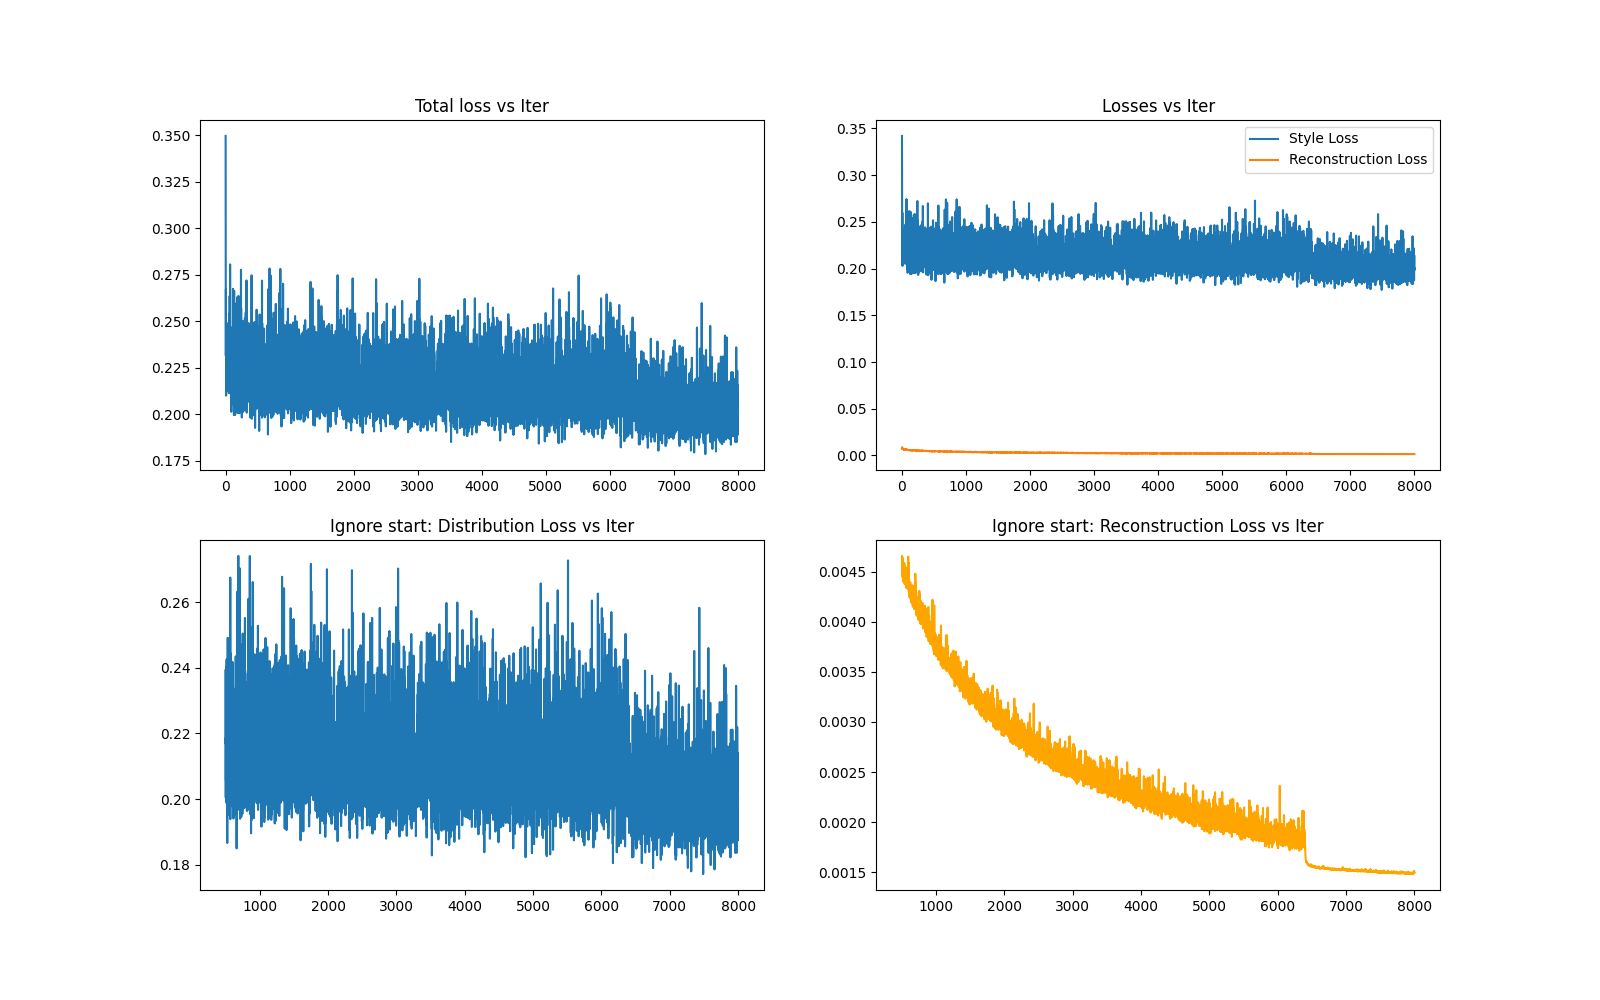 Total loss vs Iter
0.350
0.325
0.300
0.275
0.250
0.225
0.200
0.175
0 1000 2000 3000 4000 5000 6000 7000 8000
Losses vs Iter
Style Loss
Reconstruction Loss
0.35
0.30
0.25
0.20
0.15
0.10
0.05
0.00
0 1000 2000 3000 4000 5000 6000 7000 8000
Ignore start: Distribution Loss vs Iter
0.26
0.24
0.22
0.20
0.18
1000 2000 3000 4000 5000 6000 7000 8000
Ignore start: Reconstruction Loss vs Iter
0.0045
0.0040
0.0035
0.0030
0.0025
0.0020
0.0015
1000 2000 3000 4000 5000 6000 7000 8000